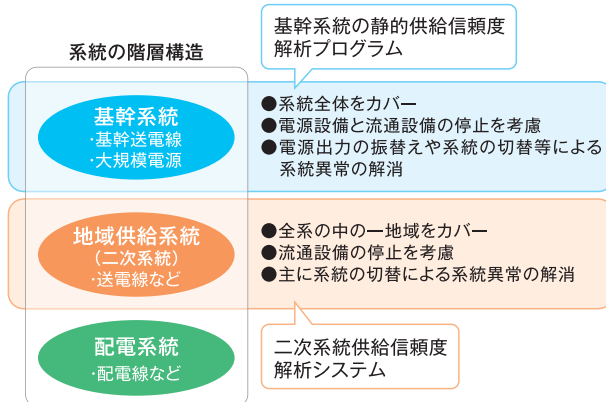 系統の階層構造
基幹系統の静的供給信頼度
解析プログラム
基幹系統
・基幹送電線
・大規模電源
●系統全体をカバー
●電源設備と流通設備の停止を考慮
●電源出力の振替えや系統の切替等による
系統異常の解消
地域供給系統
(二次系統)
・送電線など
●全系の中の一地域をカバー
●流通設備の停止を考慮
●主に系統の切替による系統異常の解消
配電系統
・配電線など
二次系統供給信頼度
解析システム